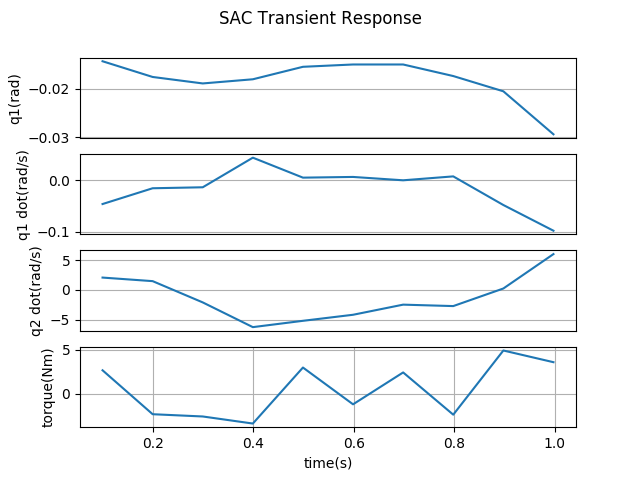 SAC Transient Response
q1(rad)
−0.02
−0.03
q1 dot(rad/s)
0.0
−0.1
q2 dot(rad/s)
5
0
−5
torque(Nm)
5
0
0.2 0.4 0.6 0.8 1.0
time(s)